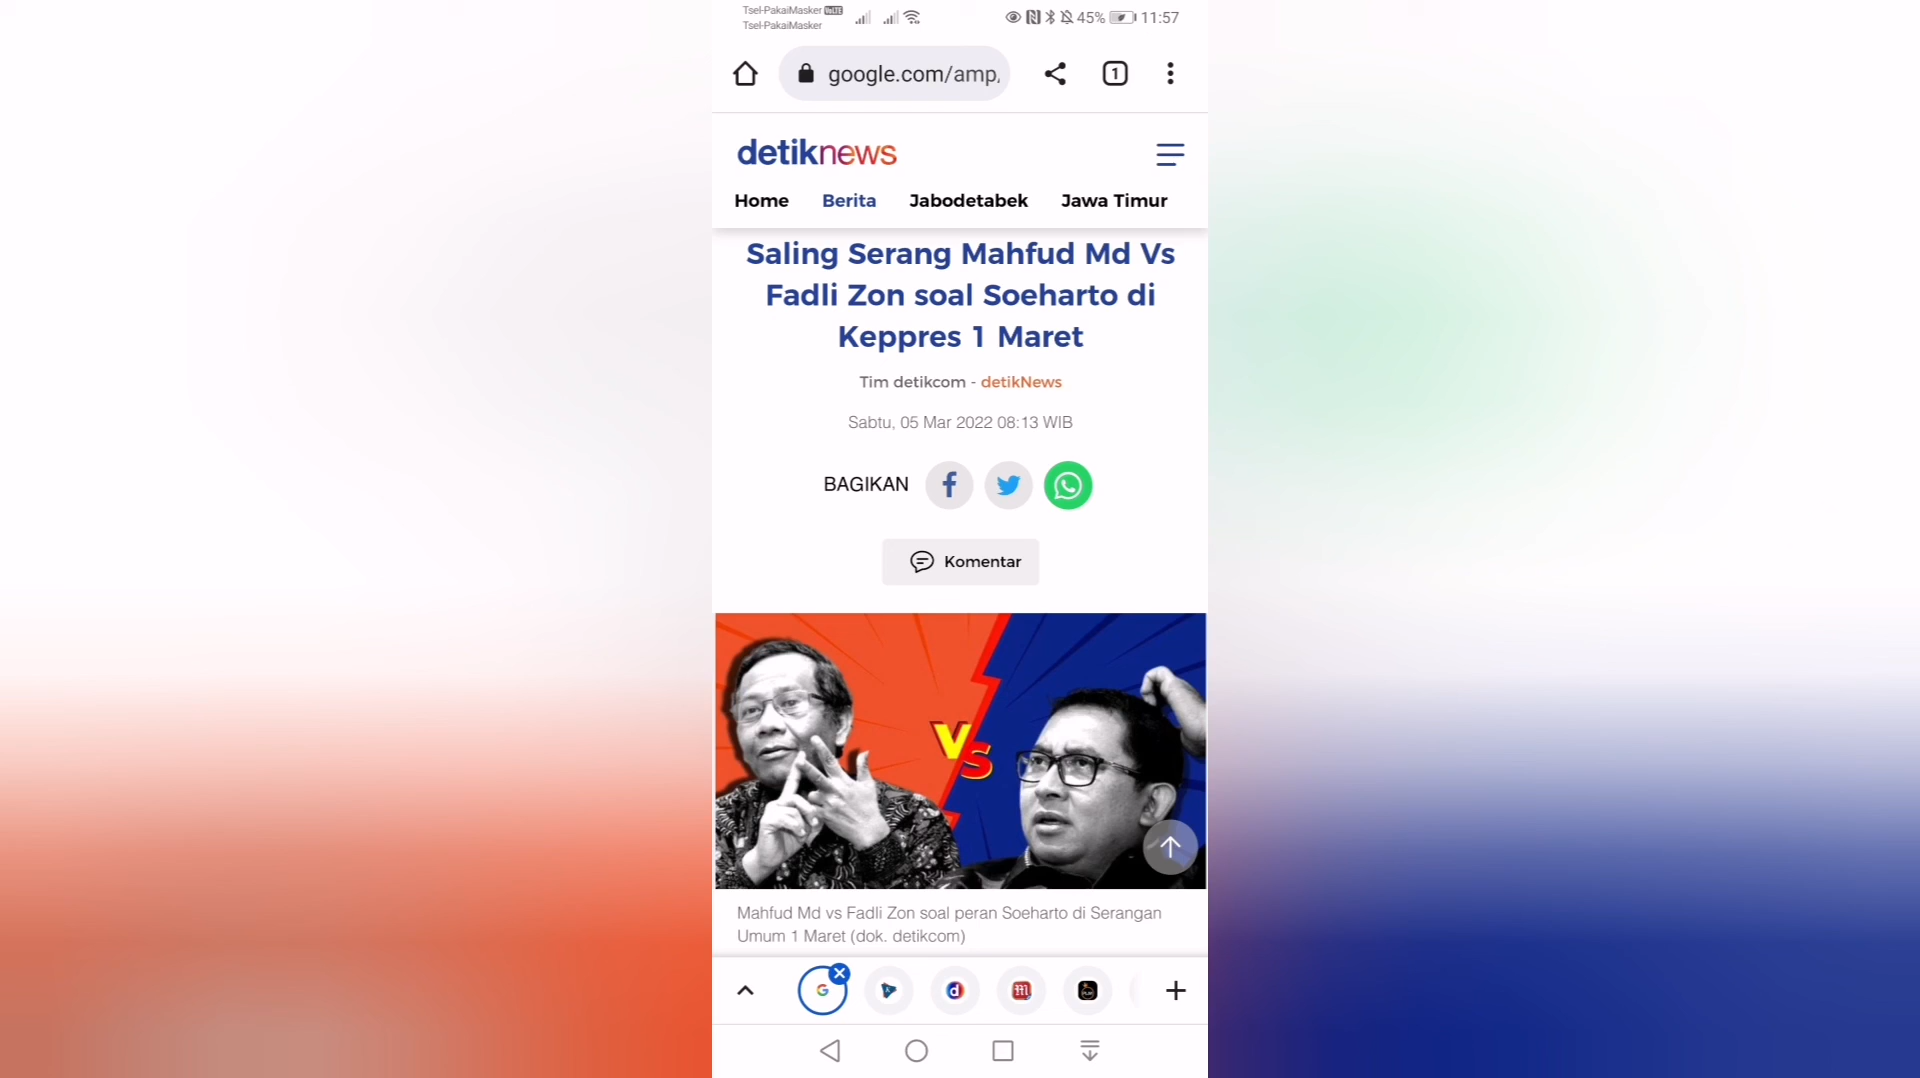 Tsel-PakaiMasker VoLTE
Tsel-PakaiMasker
45% 11:57
google.com/amp,
1
detiknews
Home Berita Jabodetabek Jawa Timur
Saling Serang Mahfud Md Vs
Fadli Zon soal Soeharto di
Keppres 1 Maret
Tim detikcom - detikNews
Sabtu, 05 Mar 2022 08:13 WIB
BAGIKAN
Komentar
VS
Mahfud Md vs Fadli Zon soal peran Soeharto di Serangan
Umum 1 Maret (dok. detikcom)